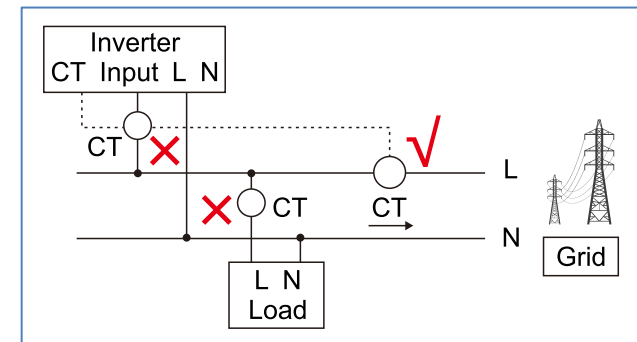 Inverter
CT Input L N
CT
L
CT
CT
N
Grid
L N
Load